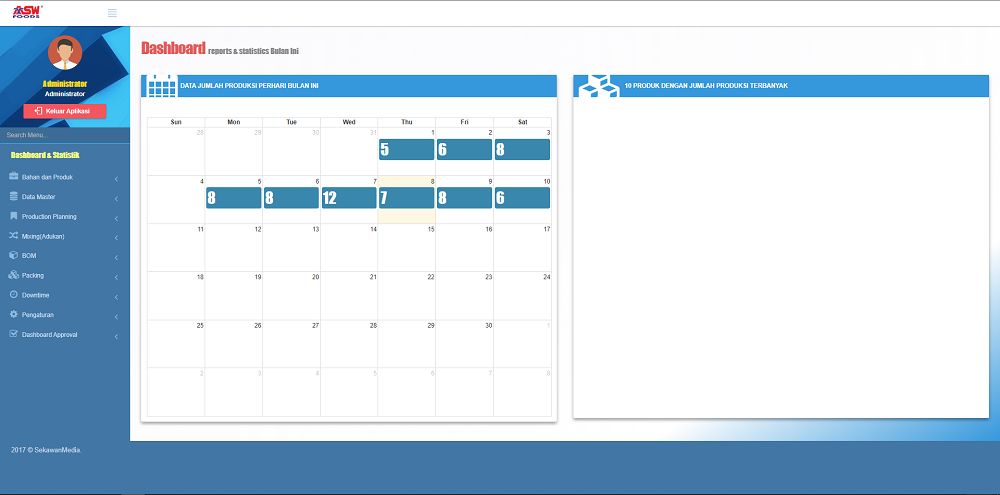 ASW
FOODS
Administrator
Administrator
Keluar Aplikasi
Search Menu...
Dashboard & Statistik
Bahan dan Produk
Data Master
Production Planning
Mixing(Adukan)
BOM
Packing
Downtime
Pengaturan
Dashboard Approval
2017 © SekawanMedia.
Dashboard reports & statistics Bulan Ini
DATA JUMLAH PRODUKSI PERHARI BULAN INI
Sun Mon Tue Wed Thu Fri Sat
28 29 30 31 1 2 3
5 6 8
4 5 6 7 8 9 10
8 8 12 7 8 6
11 12 13 14 15 16 17
18 19 20 21 22 23 24
25 26 27 28 29 30 1
2 3 4 5 6 7 8
10 PRODUK DENGAN JUMLAH PRODUKSI TERBANYAK